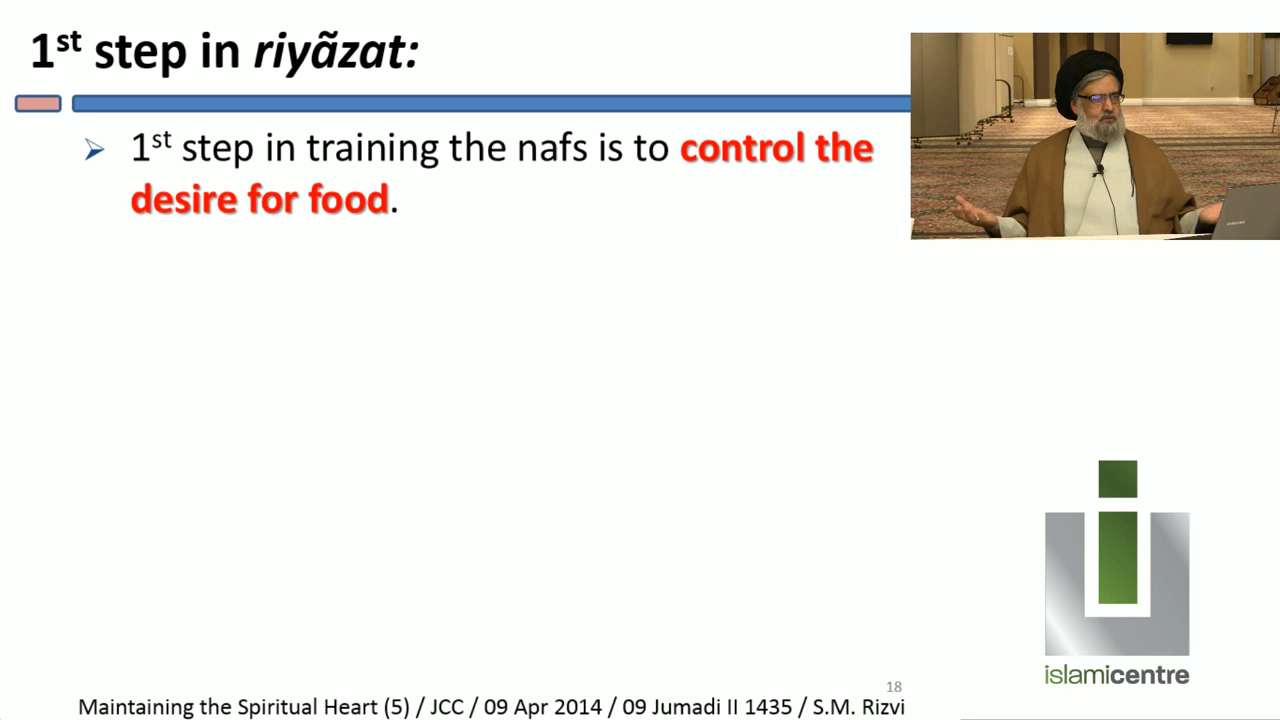 1st step in riyãzat:
➢ 1st step in training the nafs is to control the
desire for food.
SAMSUNG
islamicentre
18
Maintaining the Spiritual Heart (5) / JCC / 09 Apr 2014 / 09 Jumadi II 1435 / S.M. Rizvi